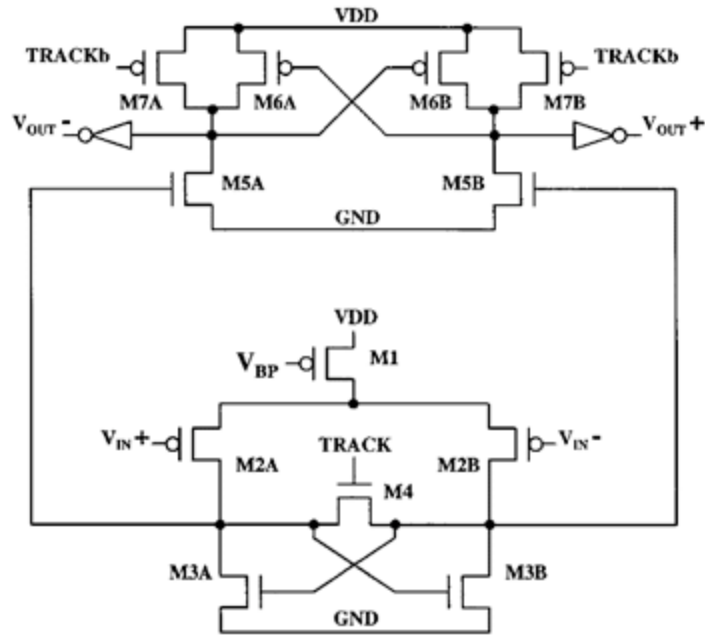 VDD
TRACKb
TRACKb
M7A
M6A
M6B
M7B
VOUT-
VOUT+
M5A
M5B
GND
VDD
VBP
M1
VIN+
TRACK
VIN-
M2A
M2B
M4
M3A
M3B
GND